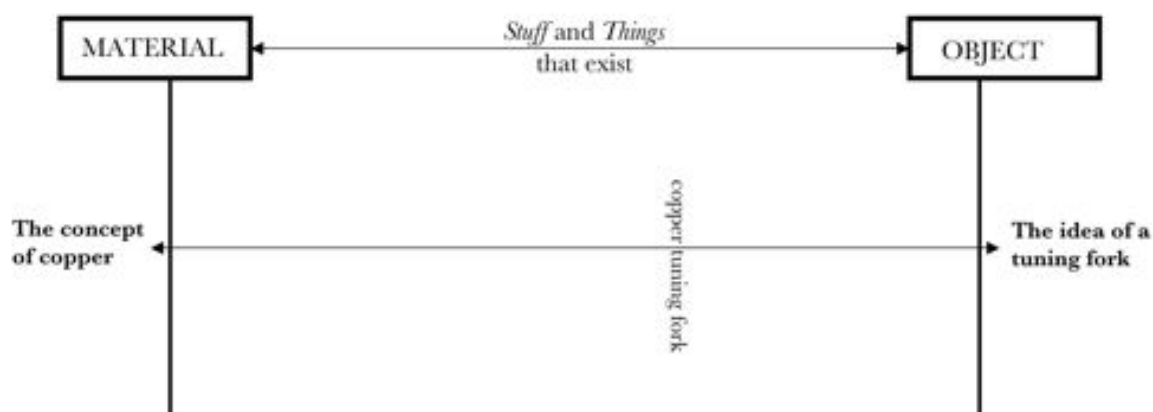 MATERIAL
Stuff and Things
that exist
OBJECT
copper tuning fork
The concept
of copper
The idea of a
tuning fork